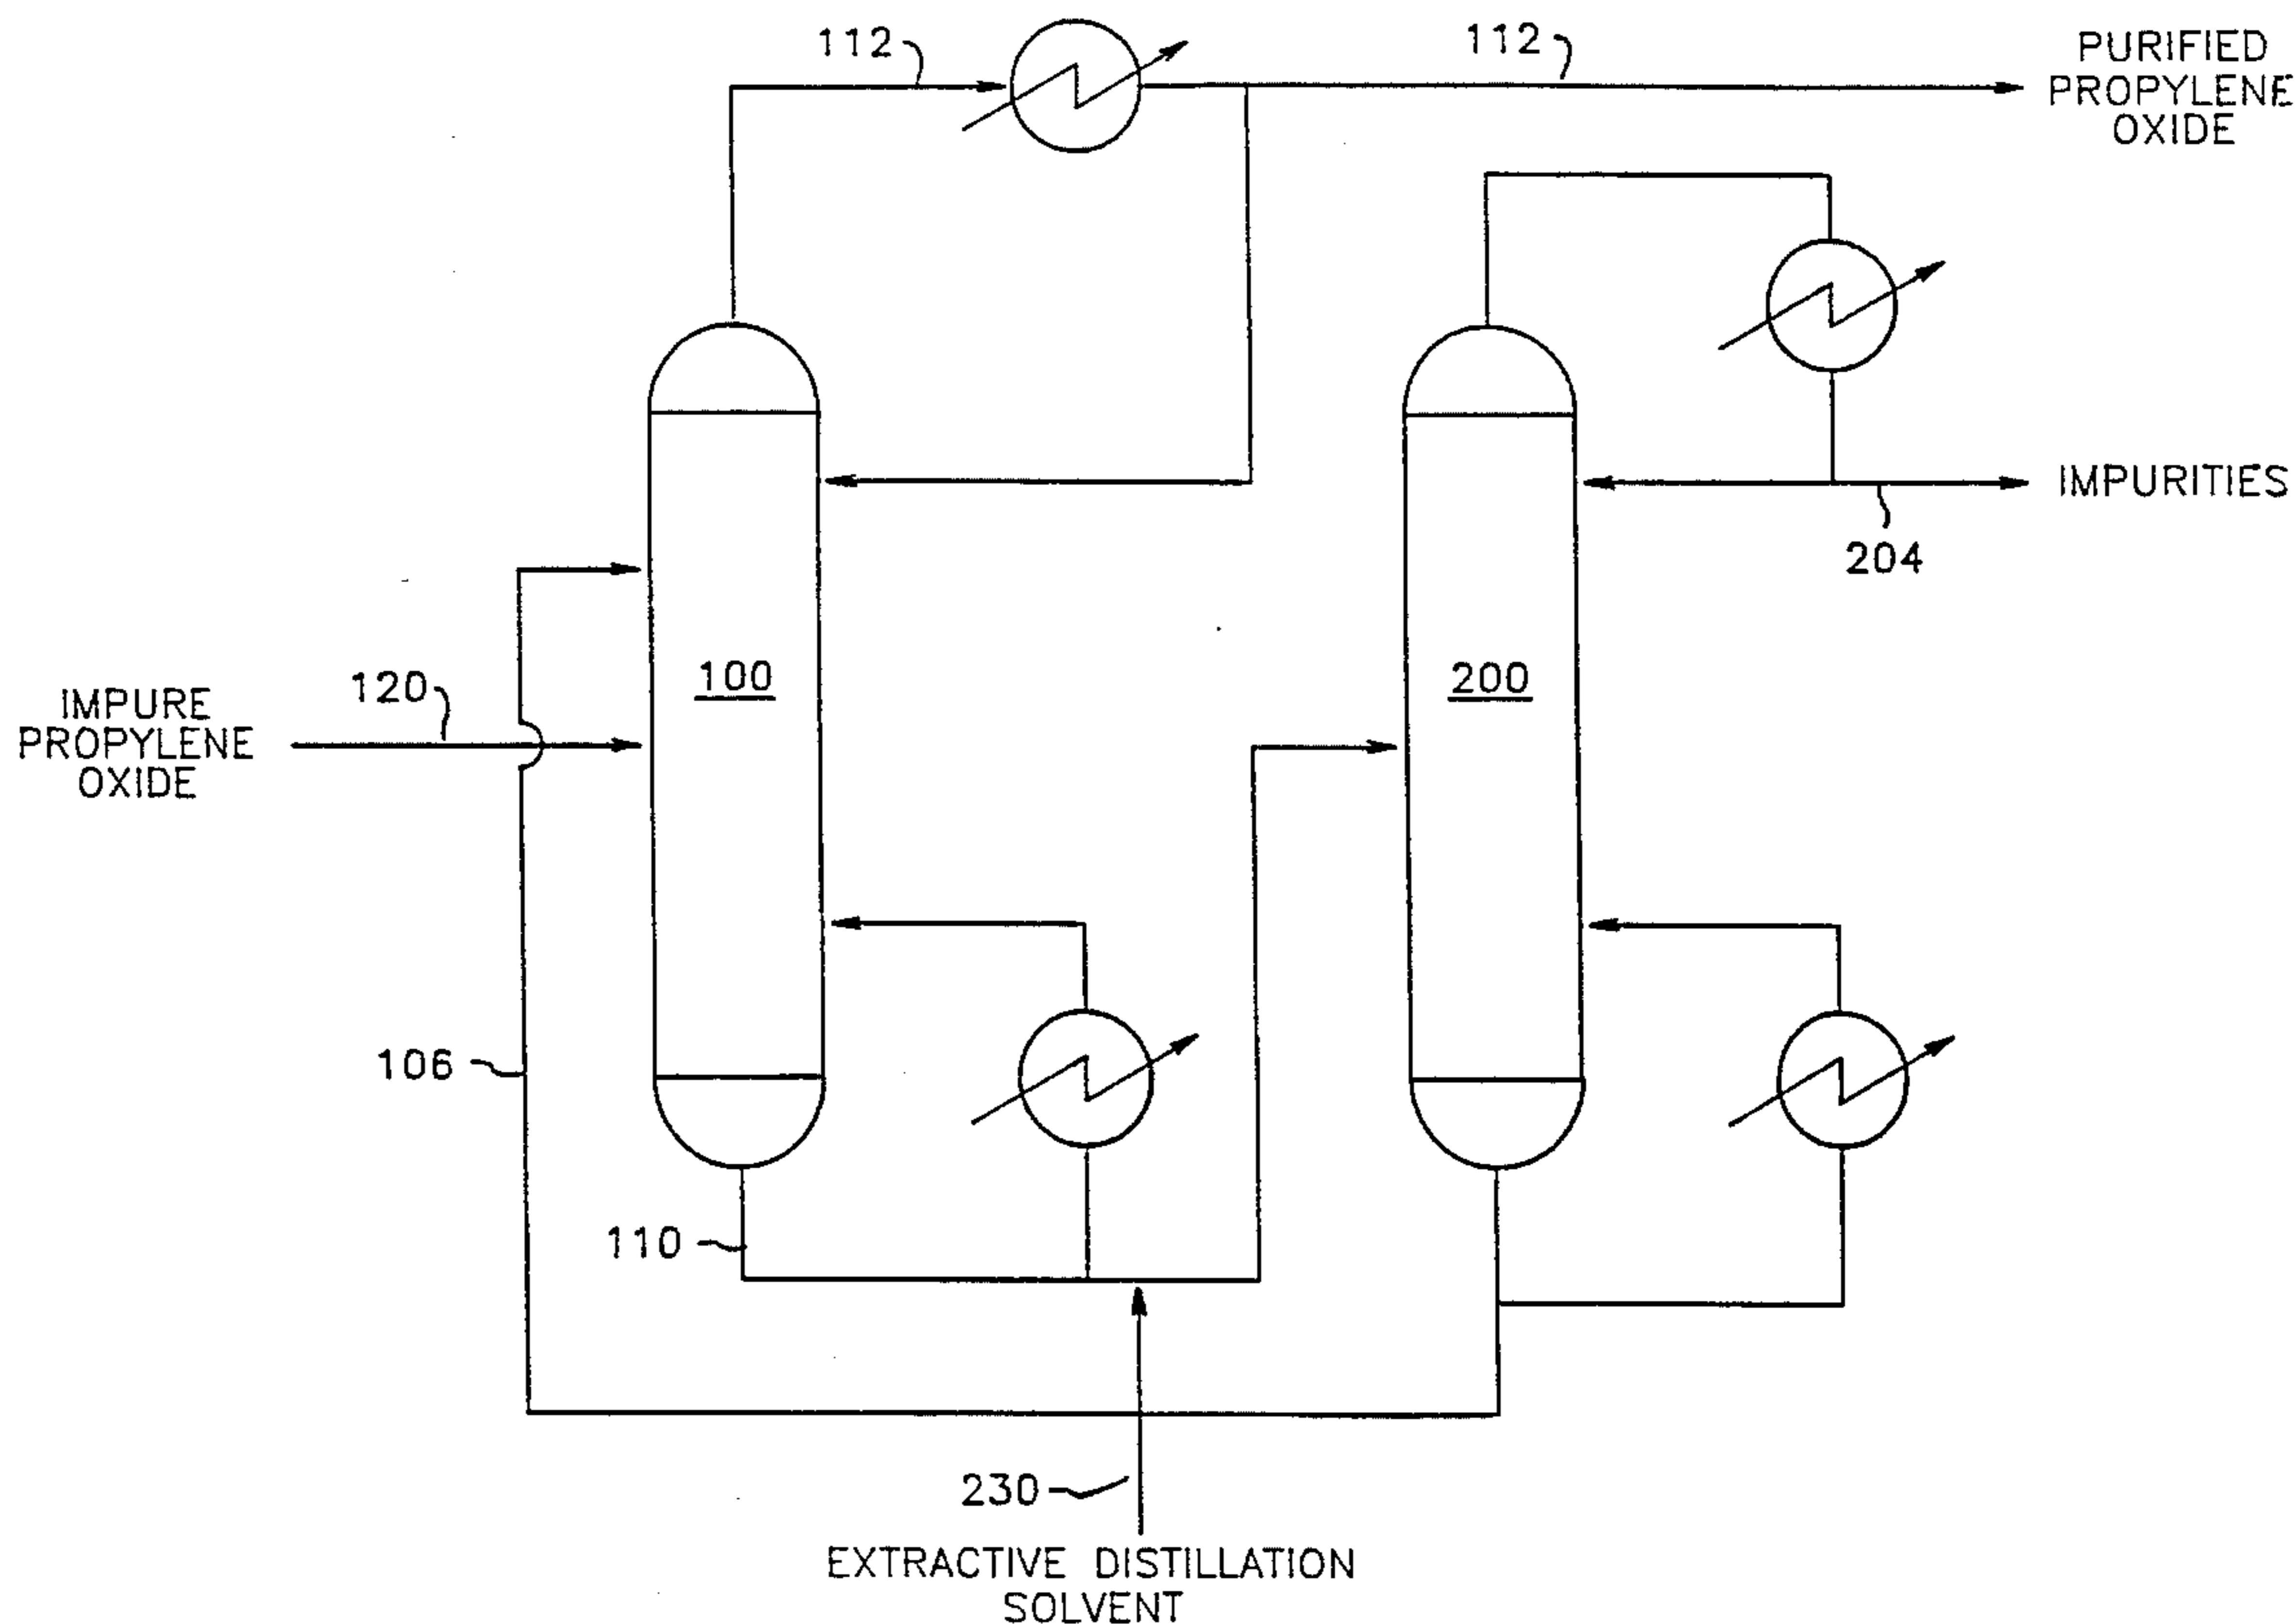 112
112
PURIFIED
PROPYLENE
OXIDE
IMPURITIES
204
100
200
120
IMPURE
PROPYLENE
OXIDE
106
110
230
EXTRACTIVE DISTILLATION
SOLVENT